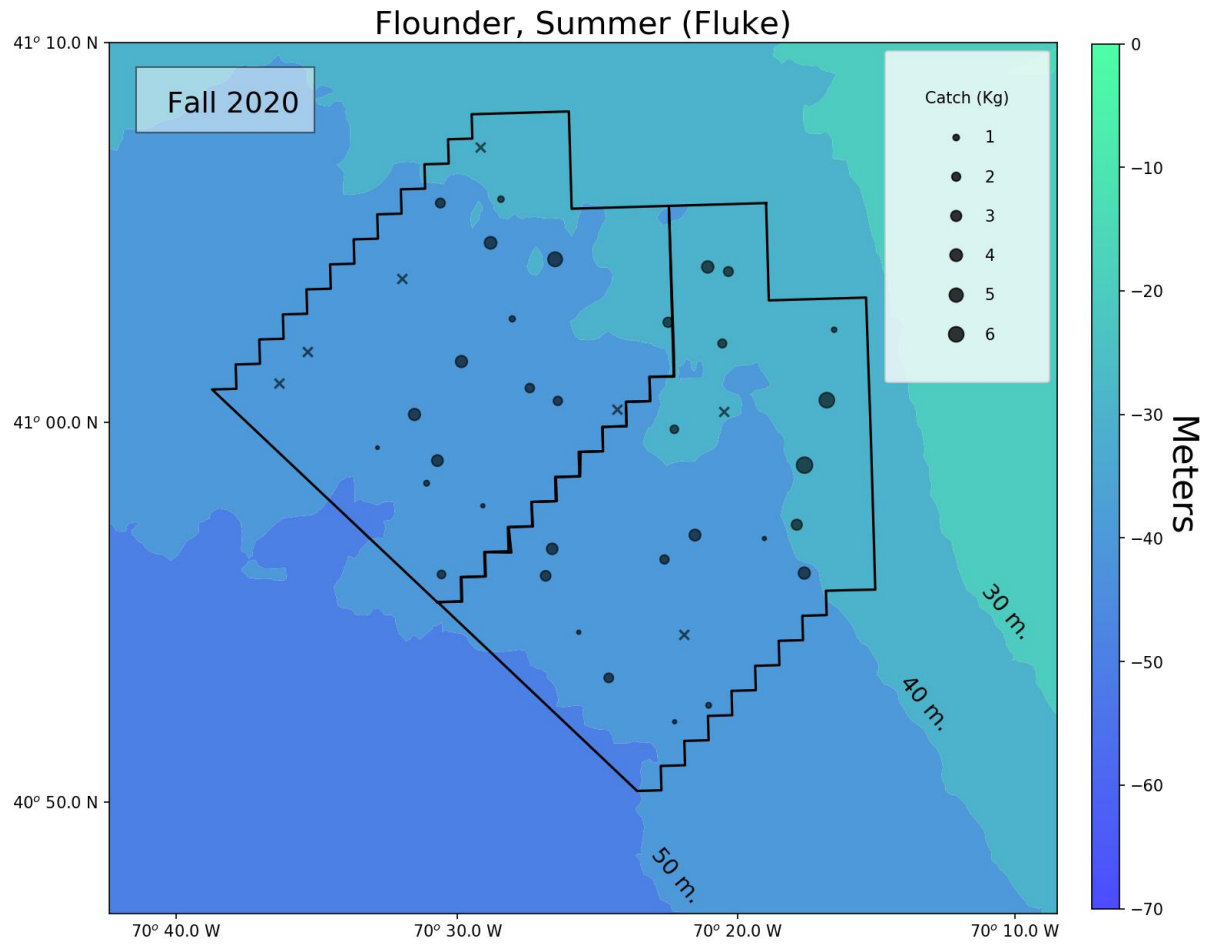 Flounder, Summer (Fluke)
41° 10.0 N
41° 00.0 N
40° 50.0 N
Fall 2020
Catch (Kg)
1
2
3
4
5
6
30 m.
40 m.
50 m.
70° 40.0 W
70° 30.0 W
70° 20.0 W
70° 10.0 W
0
−10
−20
−30
−40
−50
−60
−70
Meters